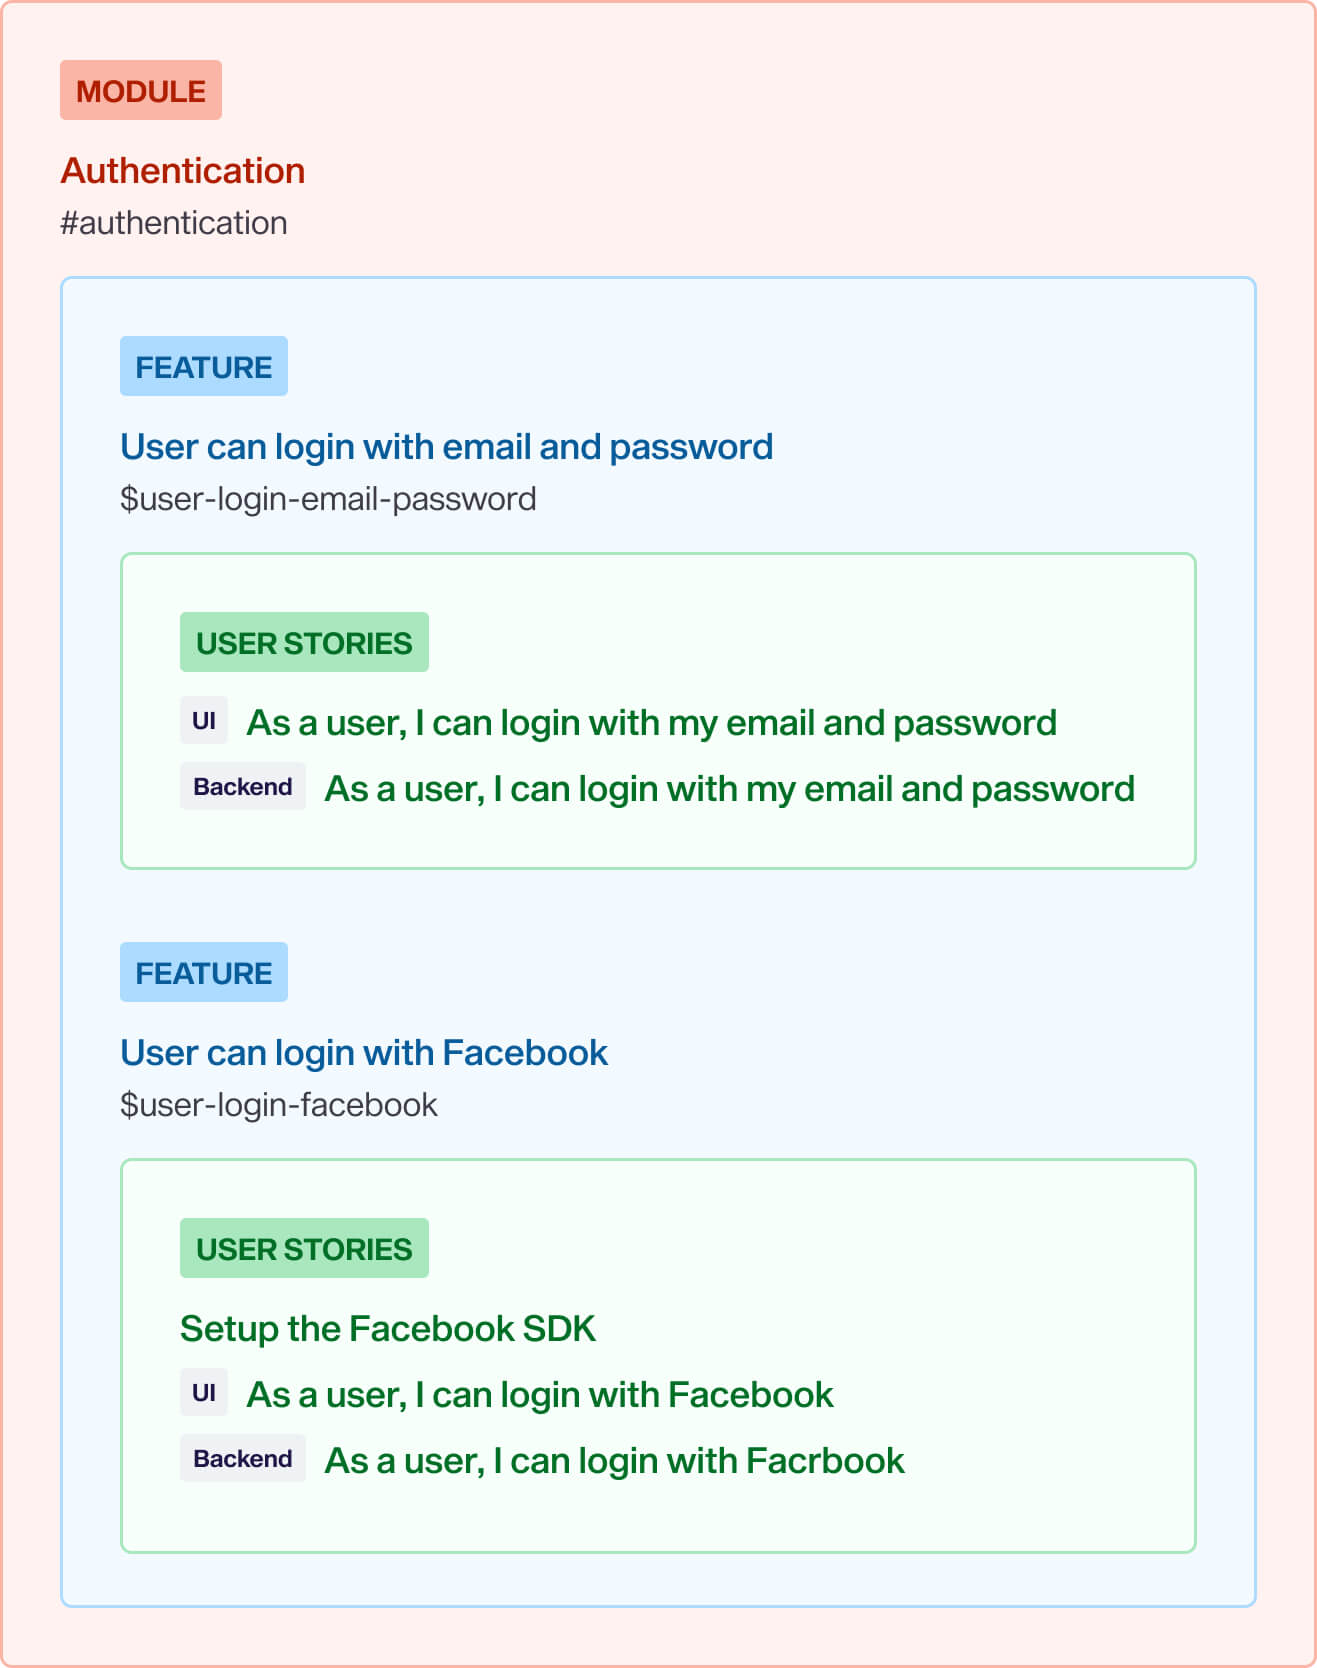 MODULE
Authentication
#authentication
FEATURE
User can login with email and password
$user-login-email-password
USER STORIES
UI As a user, I can login with my email and password
Backend As a user, I can login with my email and password
FEATURE
User can login with Facebook
$user-login-facebook
USER STORIES
Setup the Facebook SDK
UI As a user, I can login with Facebook
Backend As a user, I can login with Facrbook